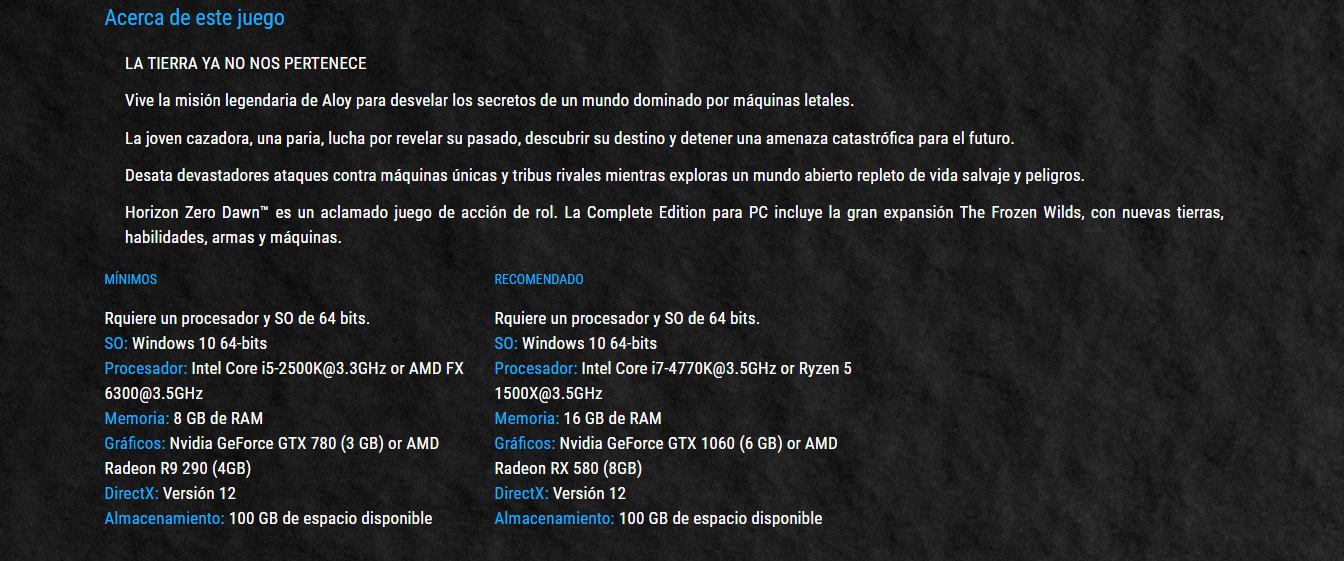 Acerca de este juego
LA TIERRA YA NO NOS PERTENECE
Vive la misión legendaria de Aloy para desvelar los secretos de un mundo dominado por máquinas letales.
La joven cazadora, una paria, lucha por revelar su pasado, descubrir su destino y detener una amenaza catastrófica para el futuro.
Desata devastadores ataques contra máquinas únicas y tribus rivales mientras exploras un mundo abierto repleto de vida salvaje y peligros.
Horizon Zero Dawn™ es un aclamado juego de acción de rol. La Complete Edition para PC incluye la gran expansión The Frozen Wilds, con nuevas tierras,
habilidades, armas y máquinas.
MÍNIMOS
Rquiere un procesador y SO de 64 bits.
SO: Windows 10 64-bits
Procesador: Intel Core i5-2500K@3.3GHz or AMD FX
6300@3.5GHz
Memoria: 8 GB de RAM
Gráficos: Nvidia GeForce GTX 780 (3 GB) or AMD
Radeon R9 290 (4GB)
DirectX: Versión 12
Almacenamiento: 100 GB de espacio disponible
RECOMENDADO
Rquiere un procesador y SO de 64 bits.
SO: Windows 10 64-bits
Procesador: Intel Core i7-4770K@3.5GHz or Ryzen 5
1500X@3.5GHz
Memoria: 16 GB de RAM
Gráficos: Nvidia GeForce GTX 1060 (6 GB) or AMD
Radeon RX 580 (8GB)
DirectX: Versión 12
Almacenamiento: 100 GB de espacio disponible